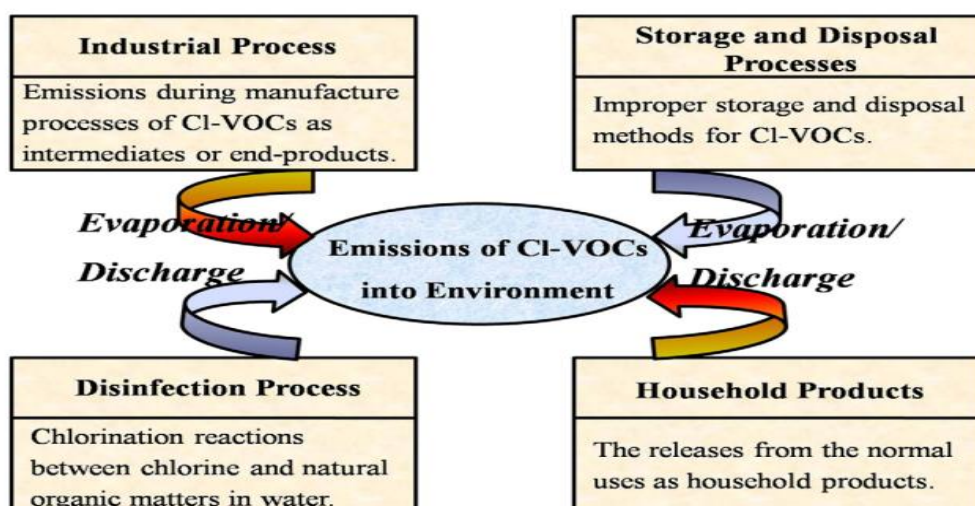 Industrial Process
Emissions during manufacture
processes of Cl-VOCs as
intermediates or end-products.
Storage and Disposal
Processes
Improper storage and disposal
methods for Cl-VOCs.
Evaporation/
Discharge
Emissions of Cl-VOCs
into Environment
Evaporation/
Discharge
Disinfection Process
Chlorination reactions
between chlorine and natural
organic matters in water.
Household Products
The releases from the normal
uses as household products.